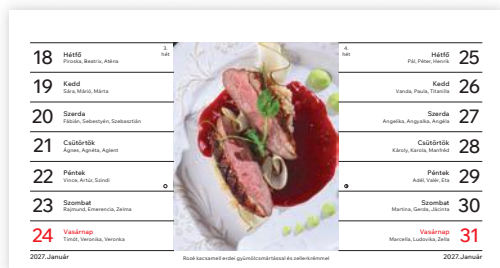 3.
hét
18 Hétfő
Piroska, Beatrix, Aténa
19 Kedd
Sára, Márió, Márta
20 Szerda
Fábián, Sebestyén, Szebasztián
21 Csütörtök
Ágnes, Agnéta, Agient
22 Péntek
Vince, Artúr, Szindi
23 Szombat
Rajmund, Emerencia, Zelma
24 Vasárnap
Timót, Veronika, Veronka
2027. Január
Rozé kacsamell erdei gyümölcsmártással és zellerkrémmel
4.
hét
Hétfő 25
Pál, Péter, Henrik
Kedd 26
Vanda, Paula, Titanilla
Szerda 27
Angelika, Angyalka, Angéla
Csütörtök 28
Károly, Karola, Manfréd
Péntek 29
Adél, Valér, Éta
Szombat 30
Martina, Gerda, Jácinta
Vasárnap 31
Marcella, Ludovika, Zella
2027. Január